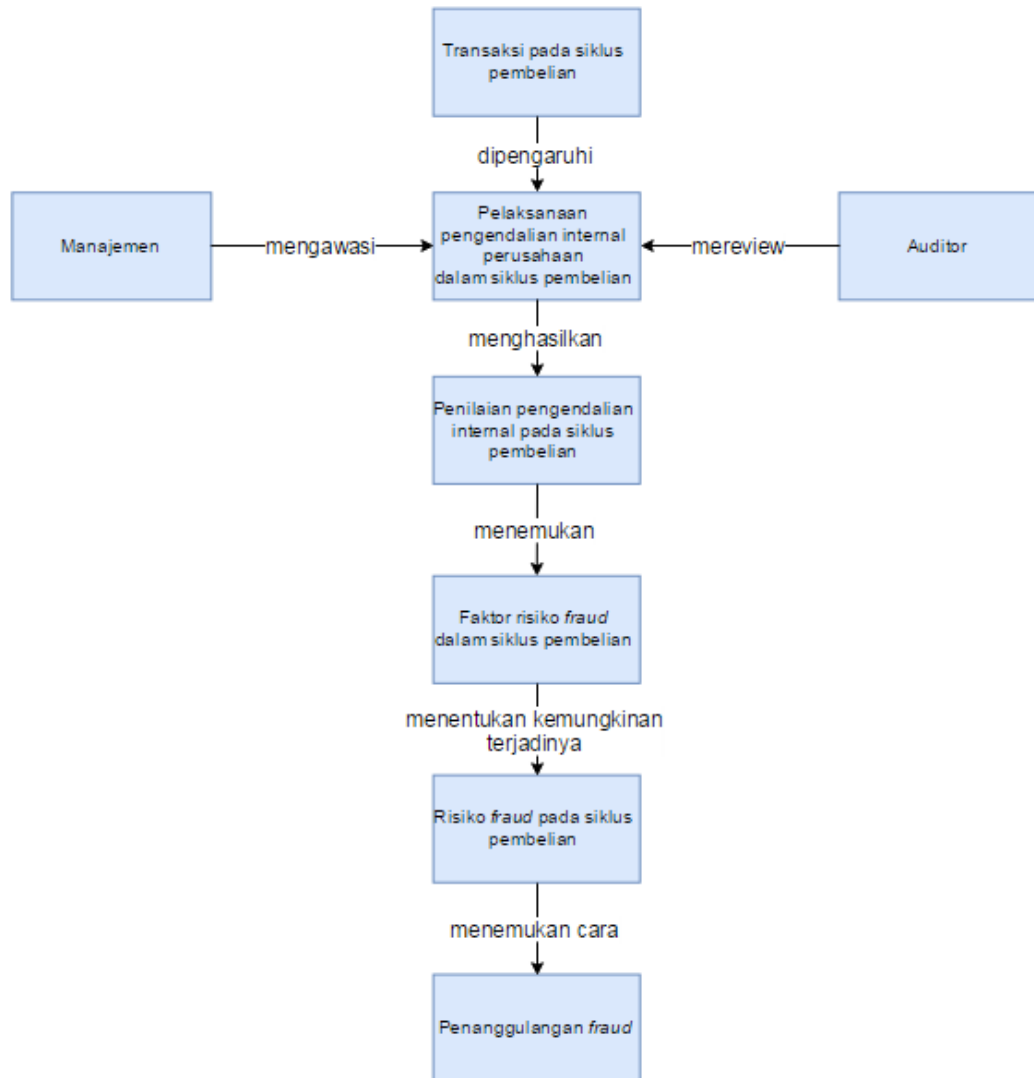 Transaksi pada siklus
pembelian
dipengaruhi
Manajemen
mengawasi
Pelaksanaan
pengendalian internal
perusahaan
dalam siklus pembelian
mereview
Auditor
menghasilkan
Penilaian pengendalian
internal pada siklus
pembelian
menemukan
Faktor risiko fraud
dalam siklus pembelian
menentukan kemungkinan
terjadinya
Risiko fraud pada siklus
pembelian
menemukan cara
Penanggulangan fraud